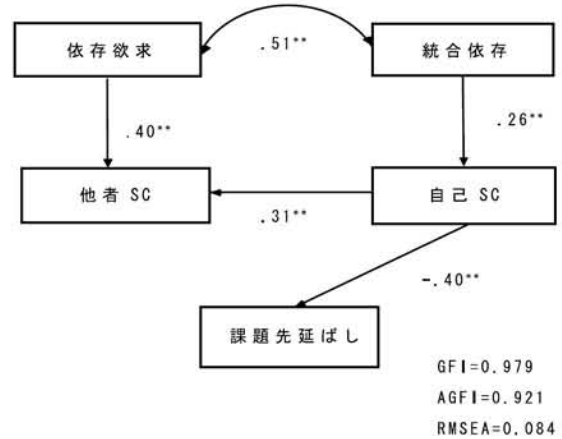 依存欲求
.51**
統合依存
.40**
.26**
他者 SC
自己 SC
.31**
-.40**
課題先延ばし
GFI=0.979
AGFI=0.921
RMSEA=0.084